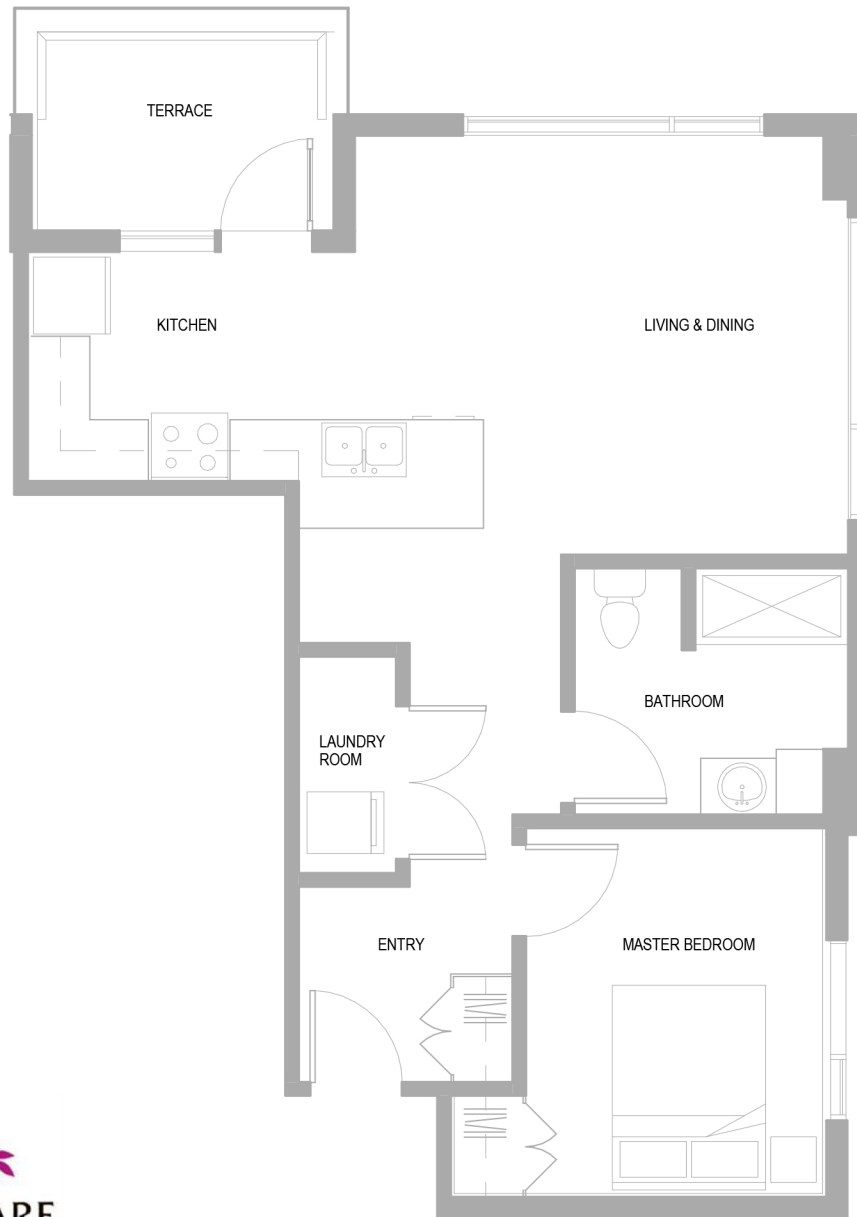 TERRACE
KITCHEN
LIVING & DINING
BATHROOM
LAUNDRY
ROOM
ENTRY
MASTER BEDROOM